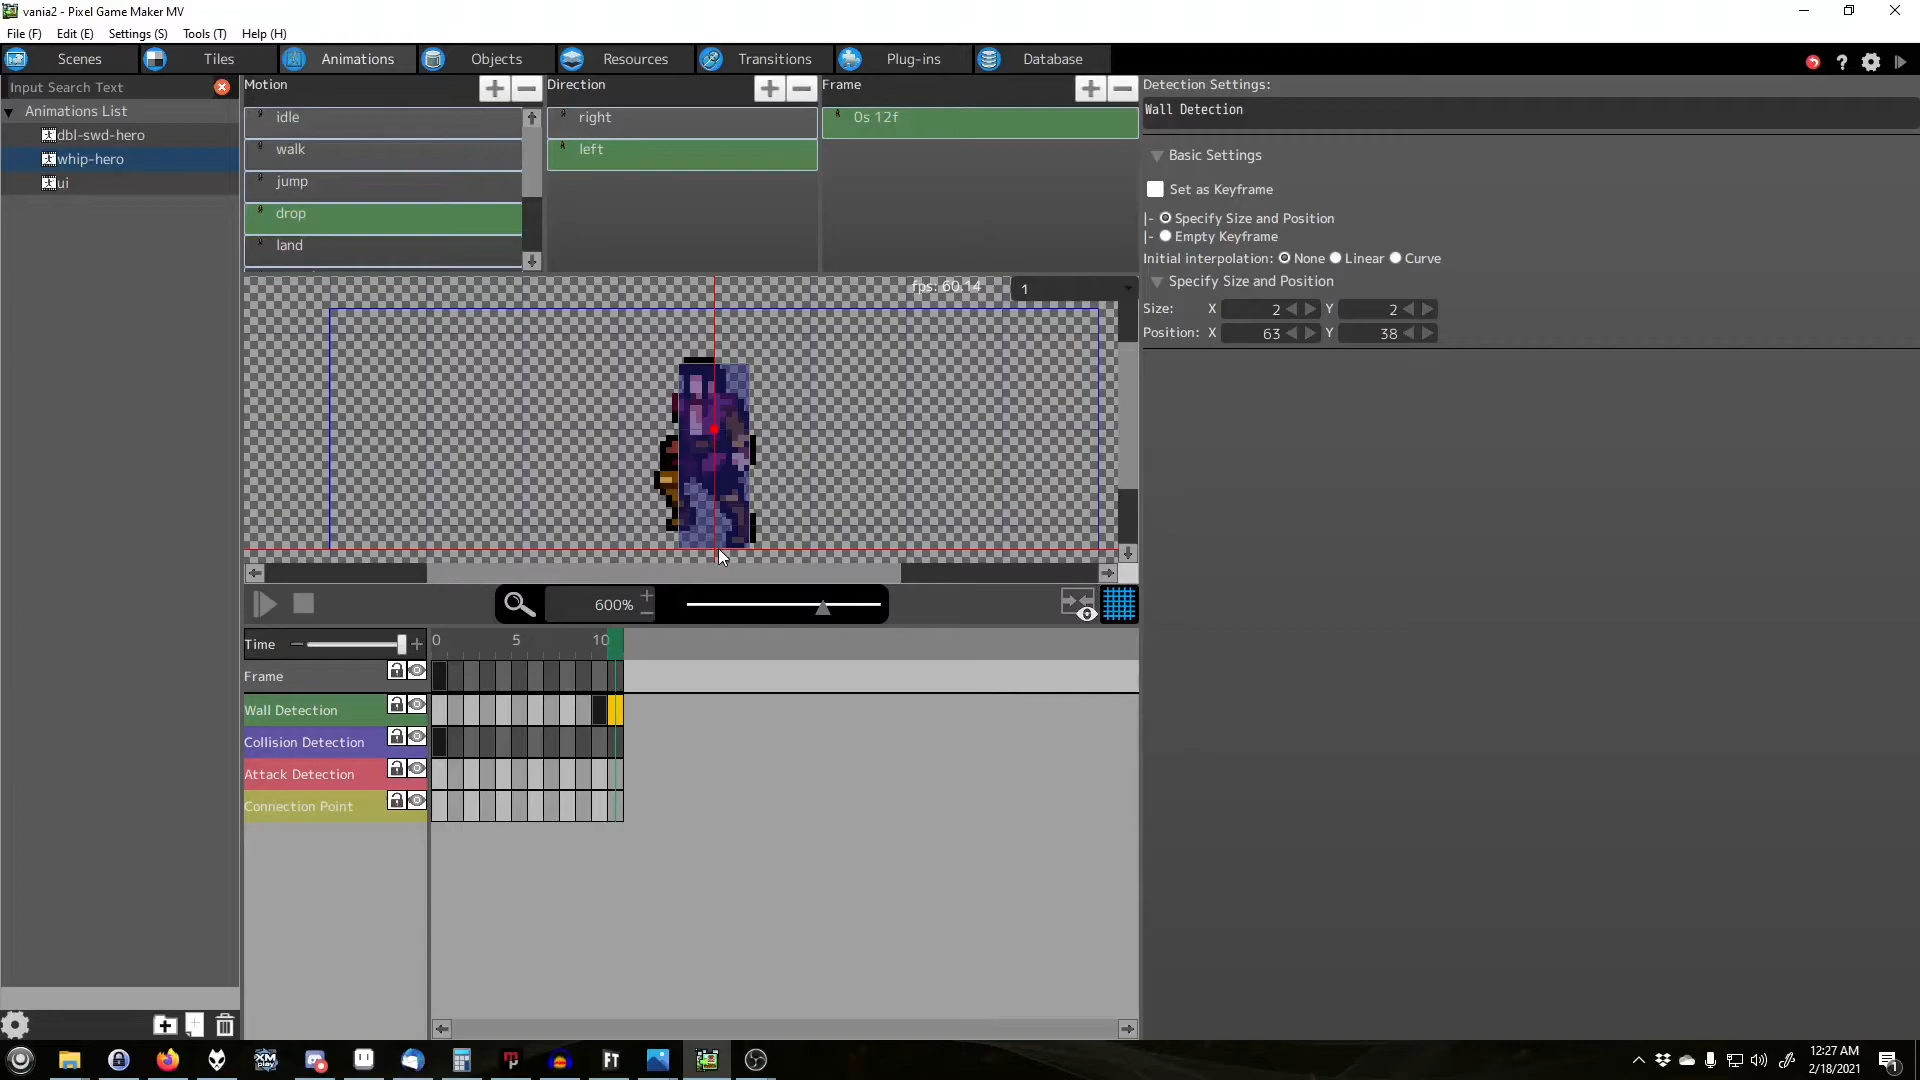 vania2 - Pixel Game Maker MV
File (F) Edit (E) Settings (S) Tools (T) Help (H)
Scenes Tiles Animations Objects Resources Transitions Plug-ins Database
Input Search Text
Animations List
dbl-swd-hero
whip-hero
ui
Motion
idle
walk
jump
drop
land
Direction
right
left
Frame
0s 12f
fps: 60.14
1
600%
Time
0 5 10
Frame
Wall Detection
Collision Detection
Attack Detection
Connection Point
Detection Settings:
Wall Detection
Basic Settings
Set as Keyframe
|- Specify Size and Position
|- Empty Keyframe
Initial interpolation: None Linear Curve
Specify Size and Position
Size: X 2 Y 2
Position: X 63 Y 38
XM
play
FT
12:27 AM
2/18/2021
1